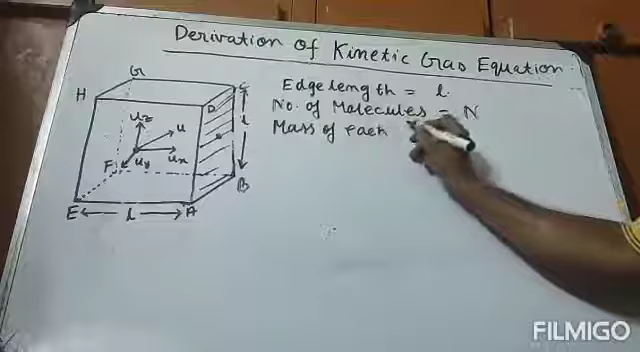 Derivation of Kinetic Gas Equation
Edge length = l
No. of Molecules = N
Mass of each
G
H
C
D
uz
u
l
F
uy
ux
B
E
l
A
FILMIGO